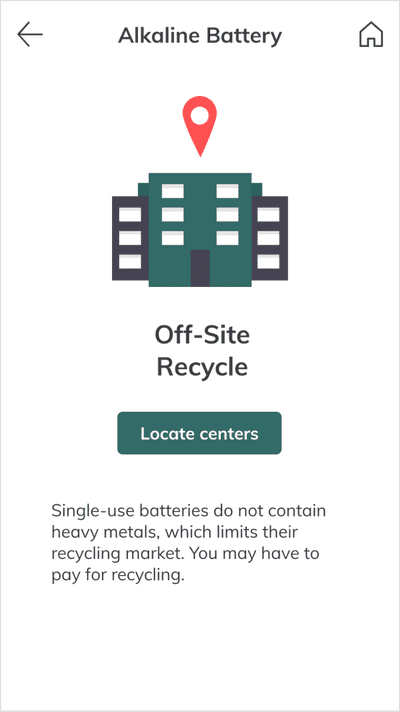 Alkaline Battery
Off-Site
Recycle
Locate centers
Single-use batteries do not contain
heavy metals, which limits their
recycling market. You may have to
pay for recycling.